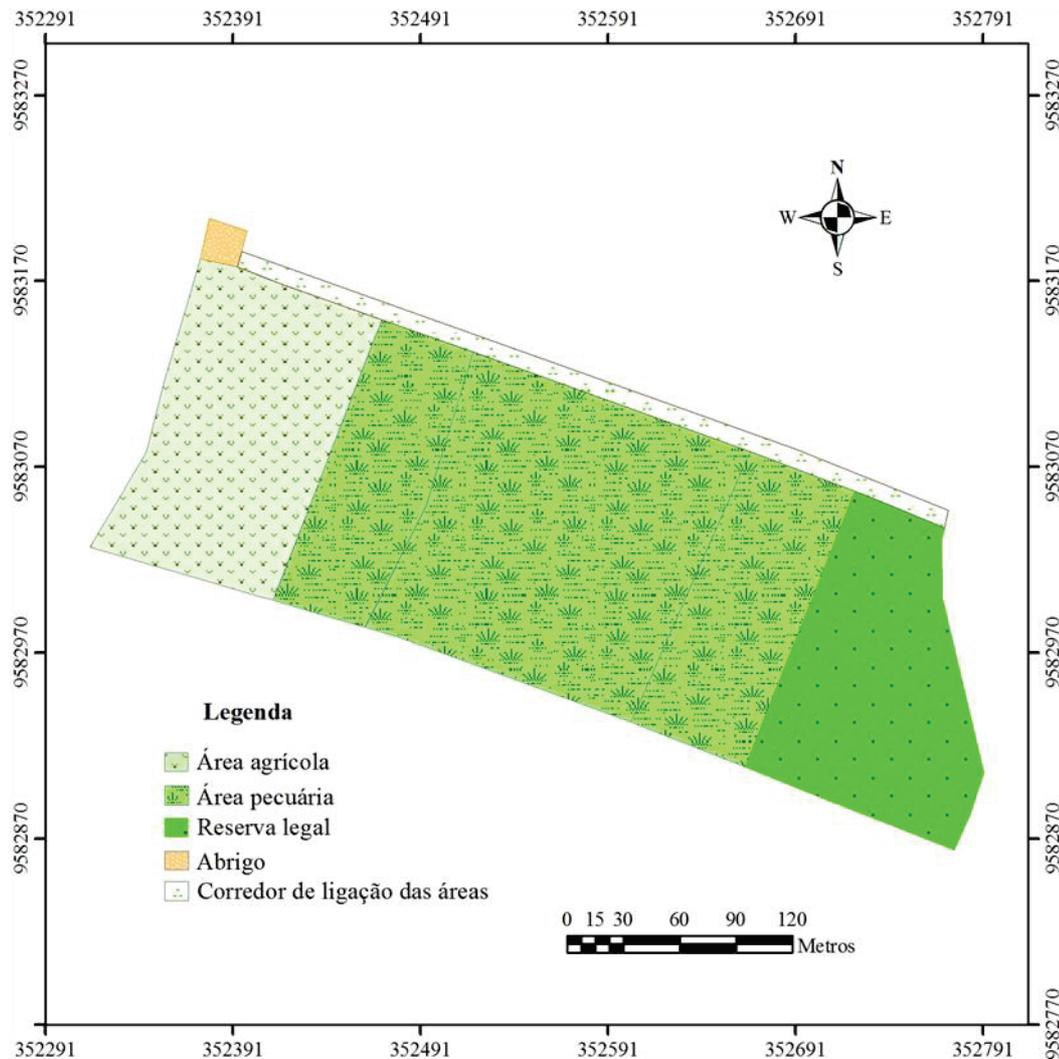 352291 352391 352491 352591 352691 352791
9583270 9583270
N
W E
S
9583170 9583170
9583070 9583070
9582970 9582970
Legenda
Área agrícola
Área pecuária
Reserva legal
Abrigo
Corredor de ligação das áreas
9582870 9582870
0 15 30 60 90 120
Metros
9582770 9582770
352291 352391 352491 352591 352691 352791